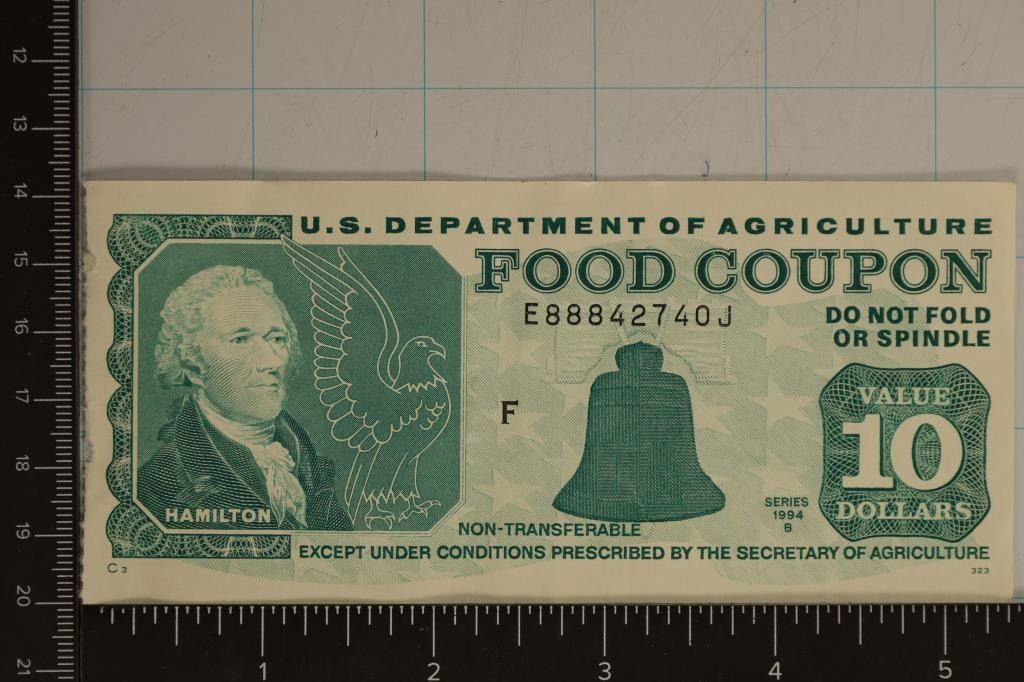 U.S. DEPARTMENT OF AGRICULTURE
FOOD COUPON
E88842740J
DO NOT FOLD
OR SPINDLE
F
VALUE
10
DOLLARS
HAMILTON
SERIES
1994
B
NON-TRANSFERABLE
EXCEPT UNDER CONDITIONS PRESCRIBED BY THE SECRETARY OF AGRICULTURE
C 3
323
12
13
14
15
16
17
18
19
20
21
1 2 3 4 5